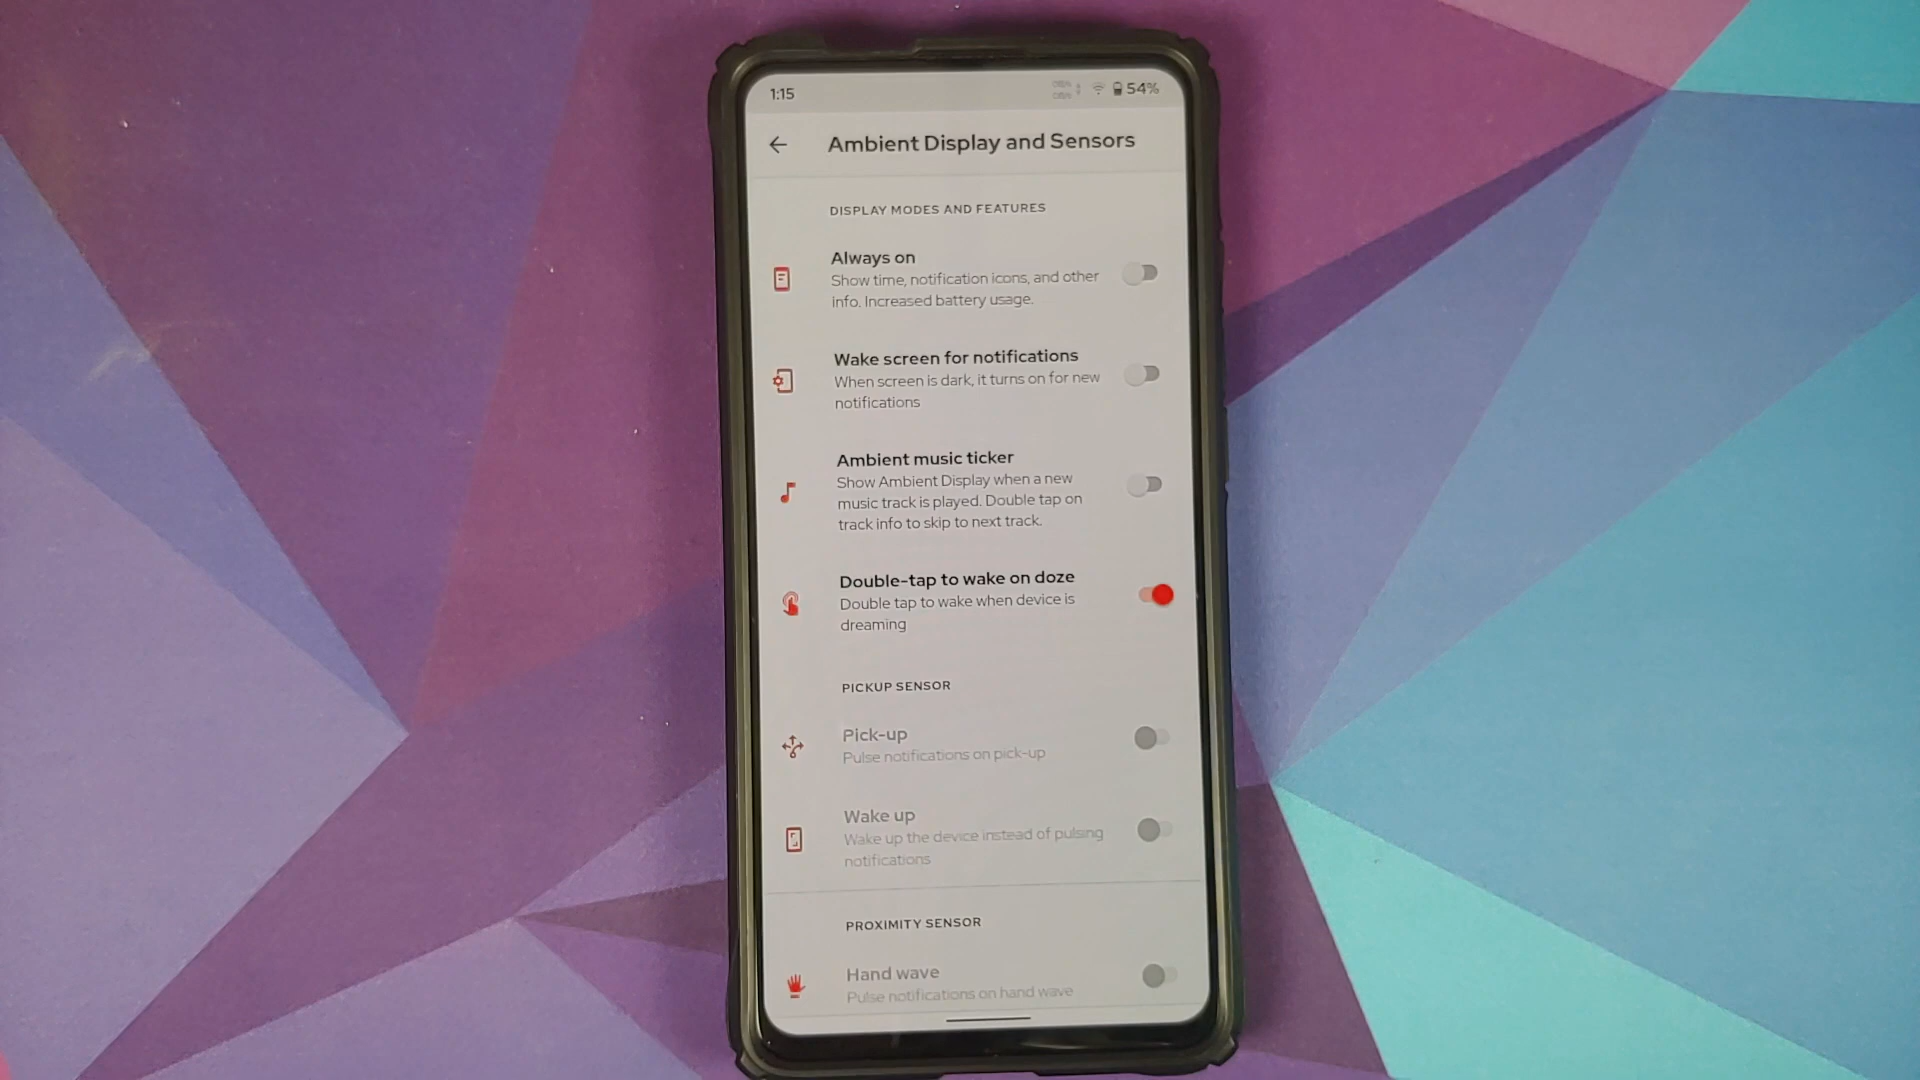 1:15
54%
Ambient Display and Sensors
DISPLAY MODES AND FEATURES
Always on
Show time, notification icons, and other
info. Increased battery usage.
Wake screen for notifications
When screen is dark, it turns on for new
notifications
Ambient music ticker
Show Ambient Display when a new
music track is played. Double tap on
track info to skip to next track.
Double-tap to wake on doze
Double tap to wake when device is
dreaming
PICKUP SENSOR
Pick-up
Pulse notifications on pick-up
Wake up
Wake up the device instead of pulsing
notifications
PROXIMITY SENSOR
Hand wave
Pulse notifications on hand wave